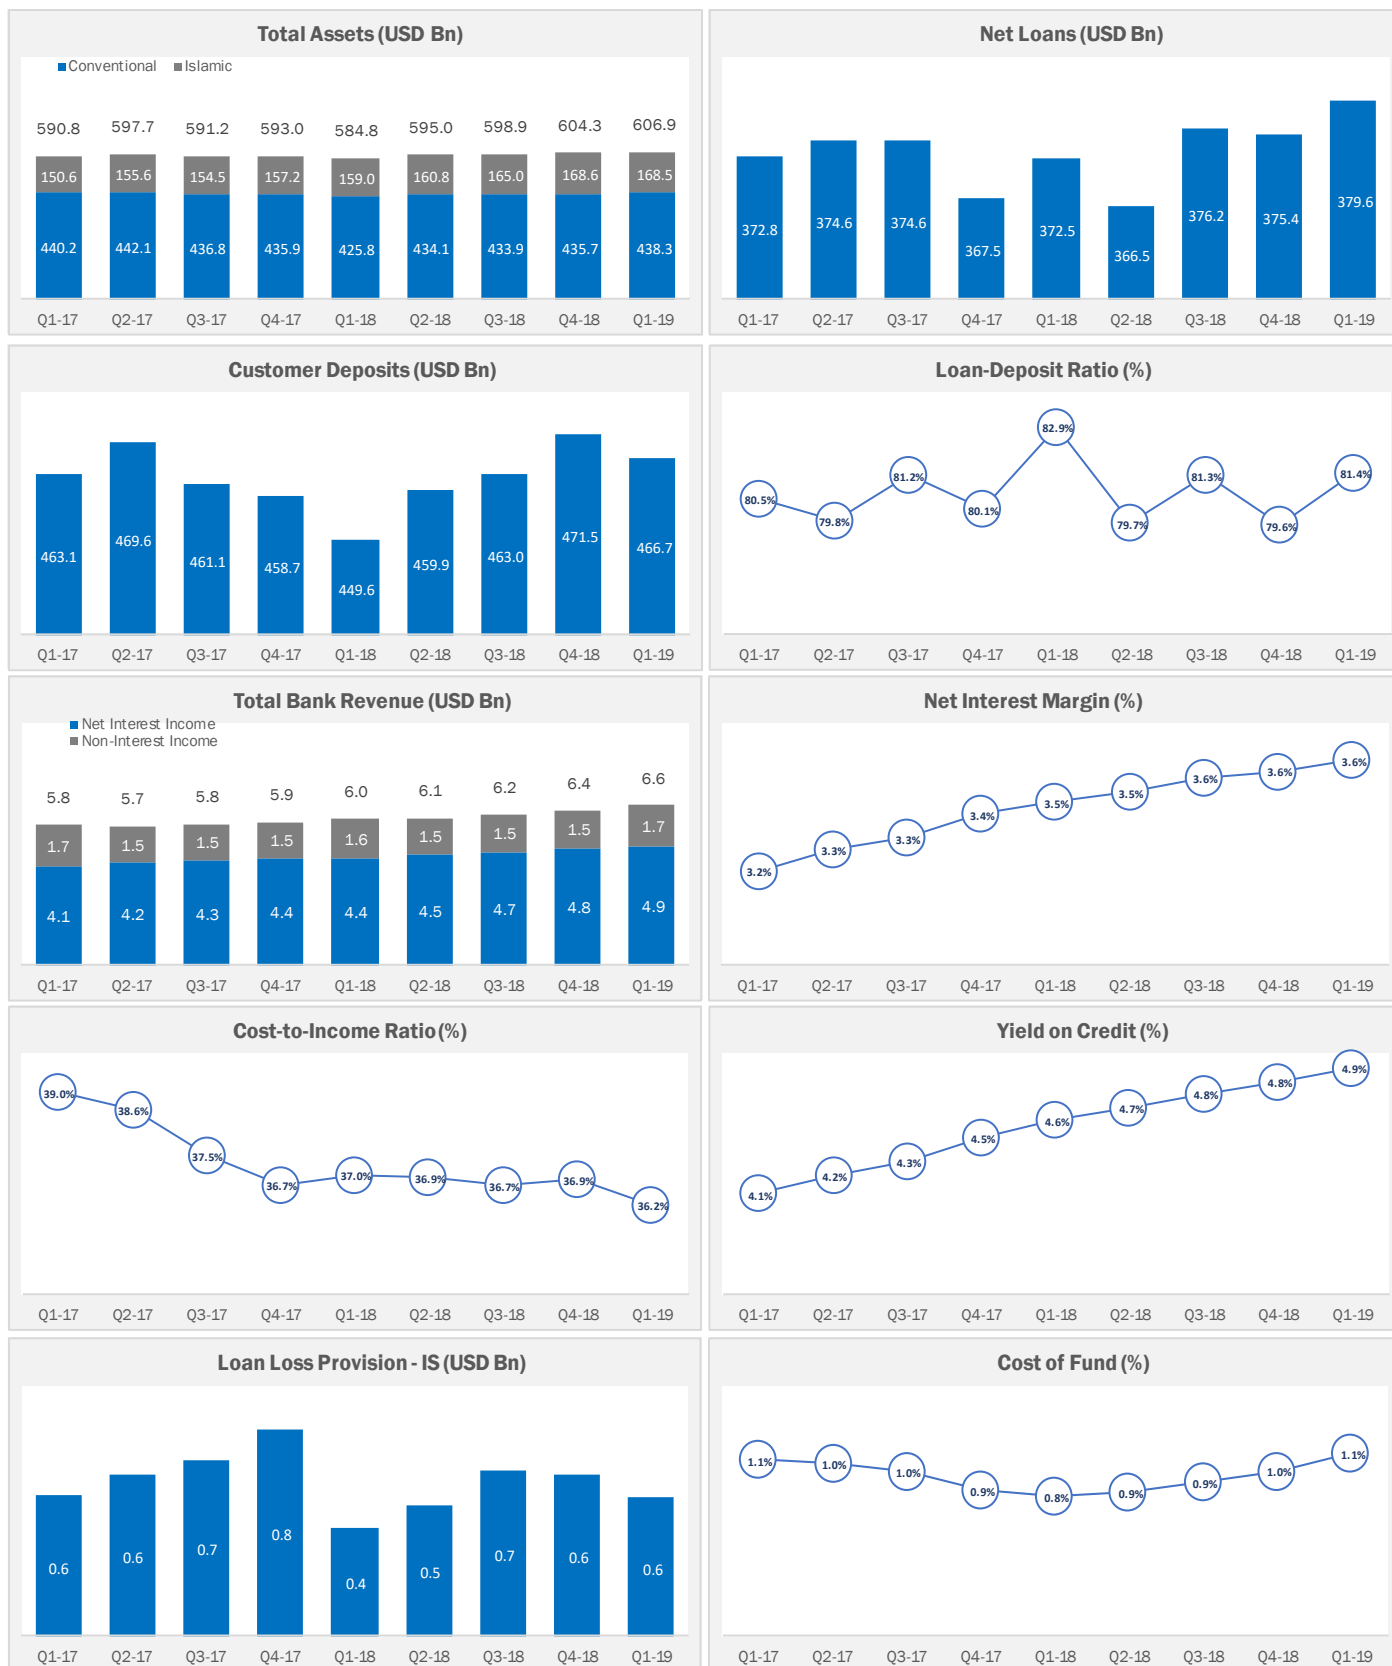 Total Assets (USD Bn)
Conventional Islamic
590.8 597.7 591.2 593.0 584.8 595.0 598.9 604.3 606.9
150.6 155.6 154.5 157.2 159.0 160.8 165.0 168.6 168.5
440.2 442.1 436.8 435.9 425.8 434.1 433.9 435.7 438.3
Q1-17 Q2-17 Q3-17 Q4-17 Q1-18 Q2-18 Q3-18 Q4-18 Q1-19
Net Loans (USD Bn)
372.8 374.6 374.6 367.5 372.5 366.5 376.2 375.4 379.6
Q1-17 Q2-17 Q3-17 Q4-17 Q1-18 Q2-18 Q3-18 Q4-18 Q1-19
Customer Deposits (USD Bn)
463.1 469.6 461.1 458.7 449.6 459.9 463.0 471.5 466.7
Q1-17 Q2-17 Q3-17 Q4-17 Q1-18 Q2-18 Q3-18 Q4-18 Q1-19
Loan-Deposit Ratio (%)
80.5% 79.8% 81.2% 80.1% 82.9% 79.7% 81.3% 79.6% 81.4%
Q1-17 Q2-17 Q3-17 Q4-17 Q1-18 Q2-18 Q3-18 Q4-18 Q1-19
Total Bank Revenue (USD Bn)
Net Interest Income
Non-Interest Income
5.8 5.7 5.8 5.9 6.0 6.1 6.2 6.4 6.6
1.7 1.5 1.5 1.5 1.6 1.5 1.5 1.5 1.7
4.1 4.2 4.3 4.4 4.4 4.5 4.7 4.8 4.9
Q1-17 Q2-17 Q3-17 Q4-17 Q1-18 Q2-18 Q3-18 Q4-18 Q1-19
Net Interest Margin (%)
3.2% 3.3% 3.3% 3.4% 3.5% 3.5% 3.6% 3.6% 3.6%
Q1-17 Q2-17 Q3-17 Q4-17 Q1-18 Q2-18 Q3-18 Q4-18 Q1-19
Cost-to-Income Ratio (%)
39.0% 38.6% 37.5% 36.7% 37.0% 36.9% 36.7% 36.9% 36.2%
Q1-17 Q2-17 Q3-17 Q4-17 Q1-18 Q2-18 Q3-18 Q4-18 Q1-19
Yield on Credit (%)
4.1% 4.2% 4.3% 4.5% 4.6% 4.7% 4.8% 4.8% 4.9%
Q1-17 Q2-17 Q3-17 Q4-17 Q1-18 Q2-18 Q3-18 Q4-18 Q1-19
Loan Loss Provision - IS (USD Bn)
0.6 0.6 0.7 0.8 0.4 0.5 0.7 0.6 0.6
Q1-17 Q2-17 Q3-17 Q4-17 Q1-18 Q2-18 Q3-18 Q4-18 Q1-19
Cost of Fund (%)
1.1% 1.0% 1.0% 0.9% 0.8% 0.9% 0.9% 1.0% 1.1%
Q1-17 Q2-17 Q3-17 Q4-17 Q1-18 Q2-18 Q3-18 Q4-18 Q1-19